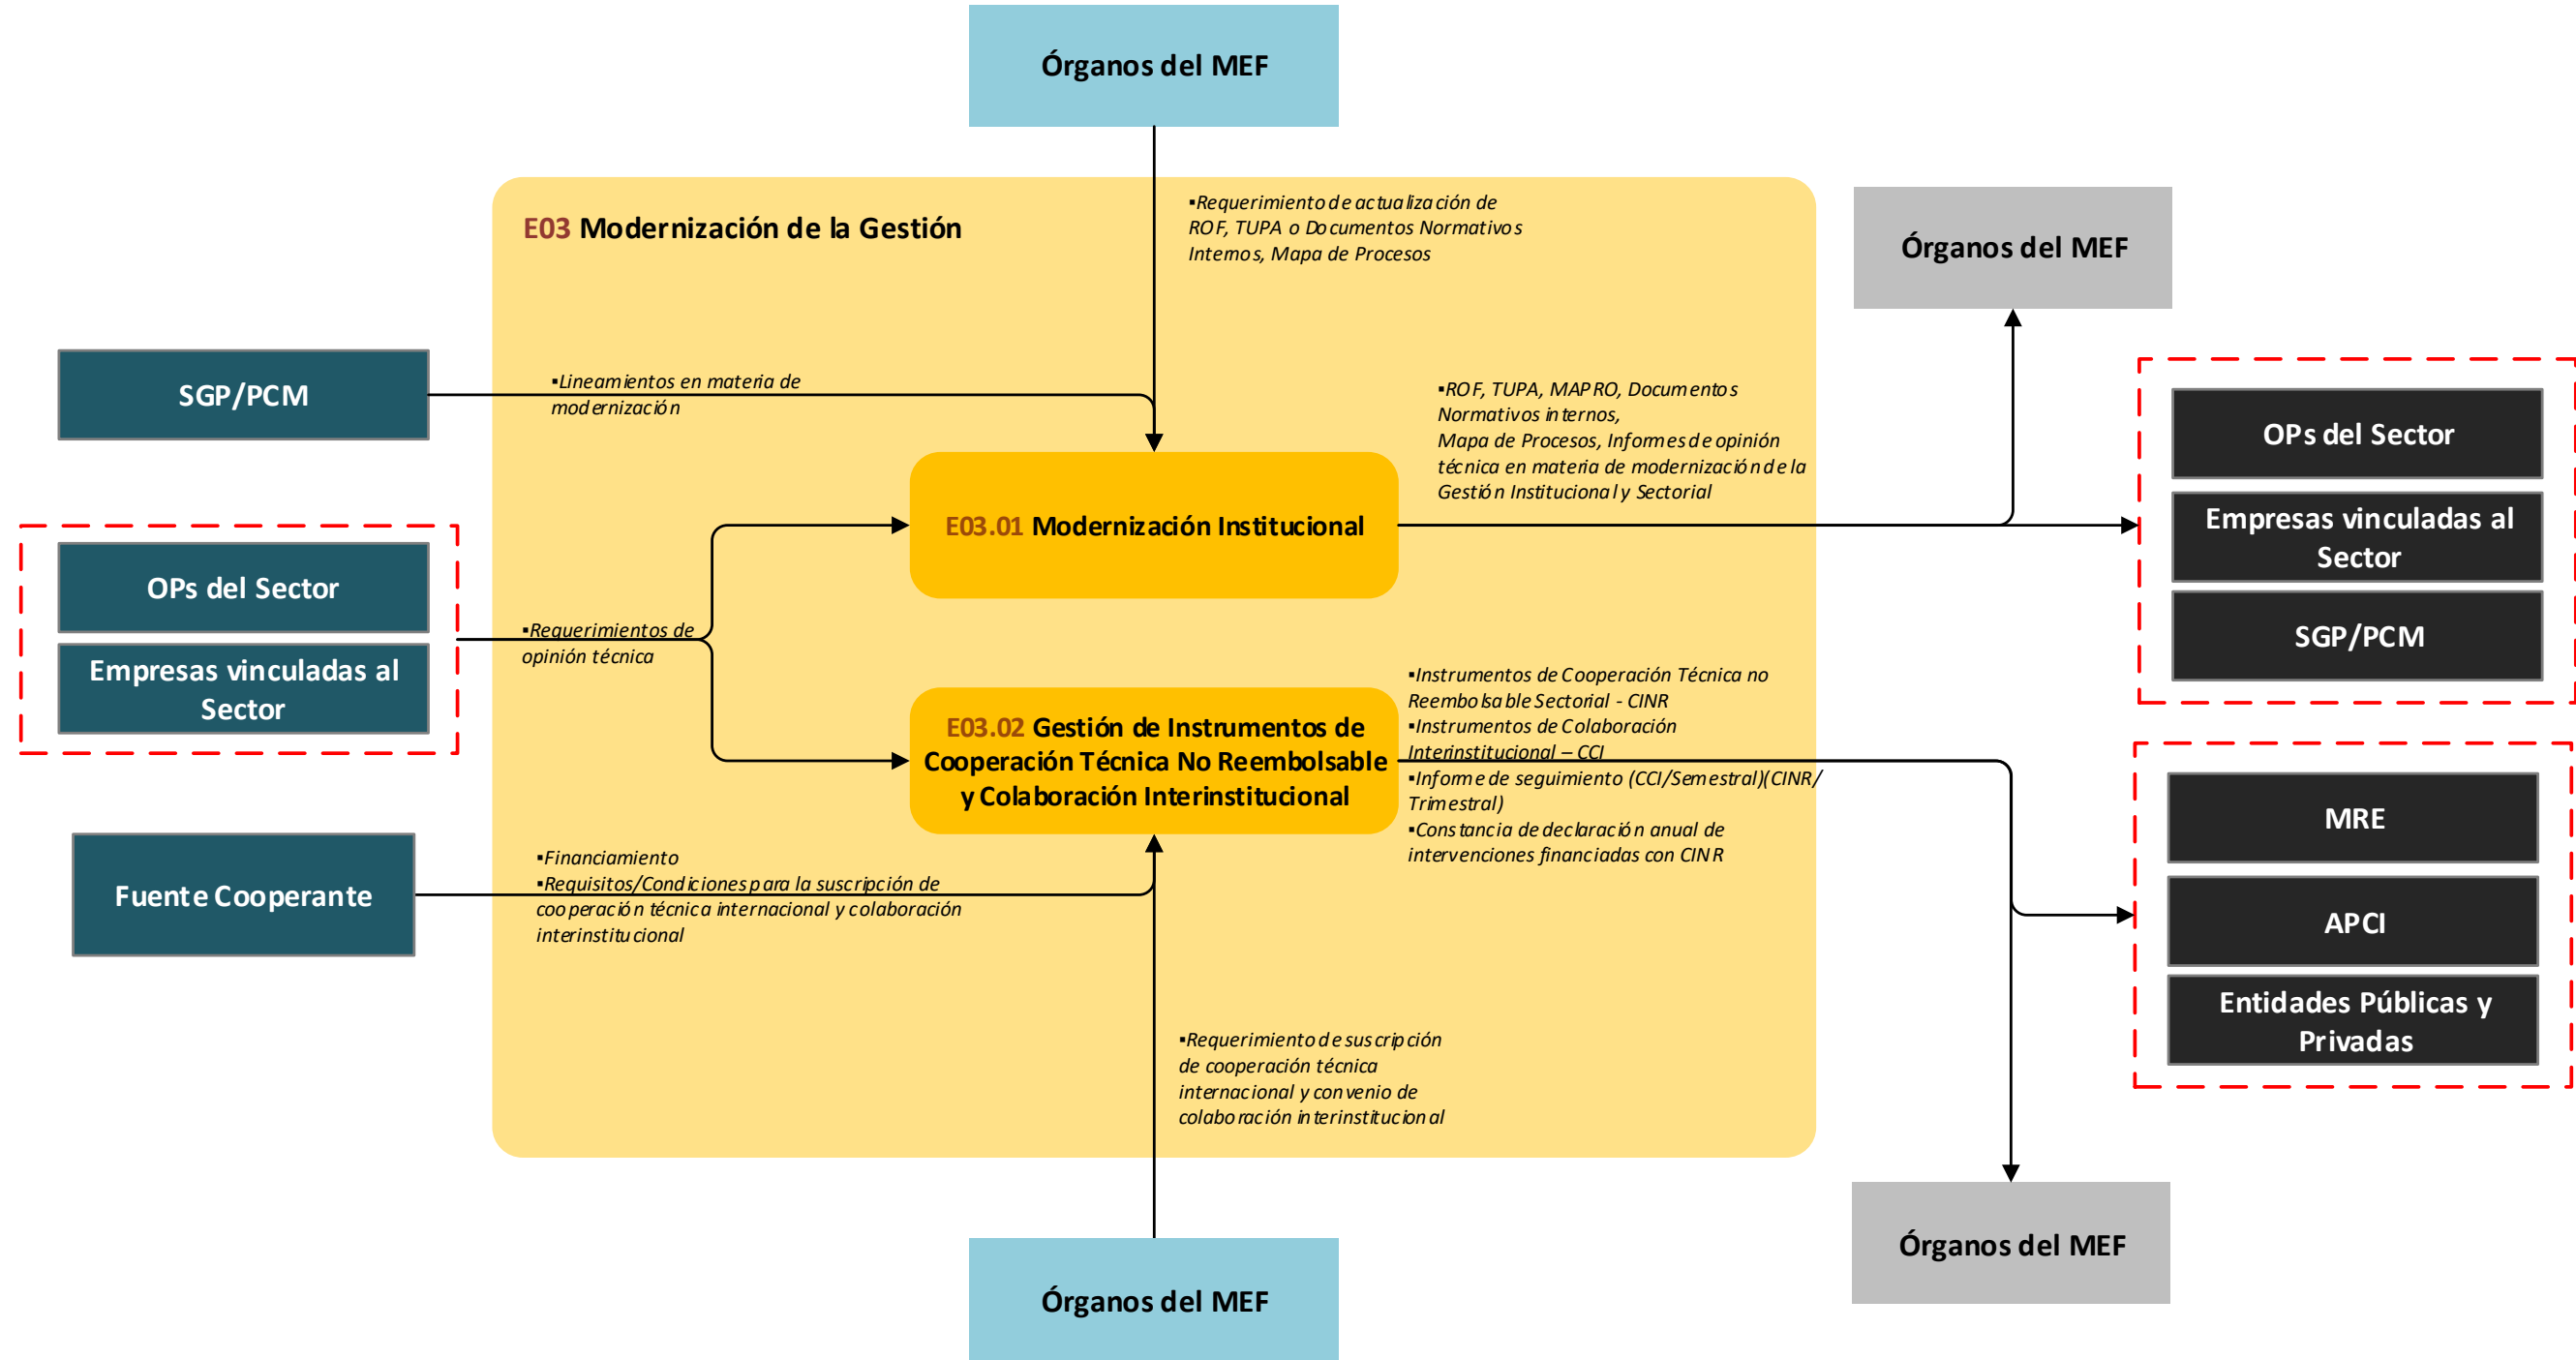 Órganos del MEF
E03 Modernización de la Gestión
▪Requerimiento de actualización de
ROF, TUPA o Documentos Normativos
Internos, Mapa de Procesos
Órganos del MEF
SGP/PCM
▪Lineamientos en materia de
modernización
▪ROF, TUPA, MAPRO, Documentos
Normativos internos,
Mapa de Procesos, Informes de opinión
técnica en materia de modernización de la
Gestión Institucional y Sectorial
OPs del Sector
Empresas vinculadas al
Sector
SGP/PCM
E03.01 Modernización Institucional
OPs del Sector
Empresas vinculadas al
Sector
▪Requerimientos de
opinión técnica
E03.02 Gestión de Instrumentos de
Cooperación Técnica No Reembolsable
y Colaboración Interinstitucional
▪Instrumentos de Cooperación Técnica no
Reembolsable Sectorial - CINR
▪Instrumentos de Colaboración
Interinstitucional – CCI
▪Informe de seguimiento (CCI/Semestral)(CINR/
Trimestral)
▪Constancia de declaración anual de
intervenciones financiadas con CINR
MRE
APCI
Entidades Públicas y
Privadas
Fuente Cooperante
▪Financiamiento
▪Requisitos/Condiciones para la suscripción de
cooperación técnica internacional y colaboración
interinstitucional
▪Requerimiento de suscripción
de cooperación técnica
internacional y convenio de
colaboración interinstitucional
Órganos del MEF
Órganos del MEF